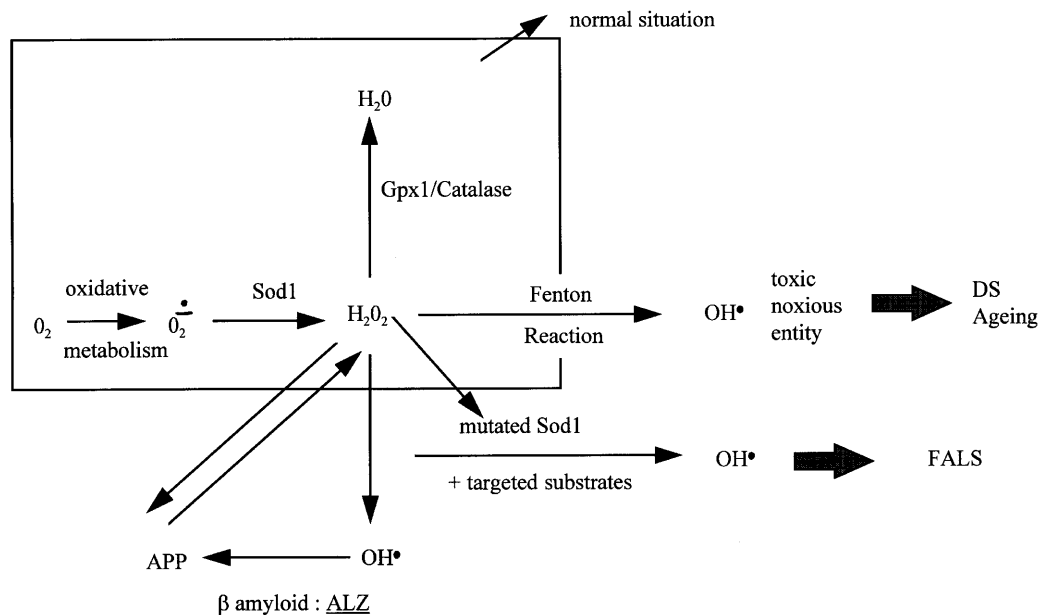 normal situation
H₂0
Gpx1/Catalase
oxidative
metabolism
0₂
0₂•̲
Sod1
H₂0₂
Fenton
Reaction
OH•
toxic
noxious
entity
DS
Ageing
mutated Sod1
+ targeted substrates
OH•
FALS
APP
OH•
β amyloid : ALZ